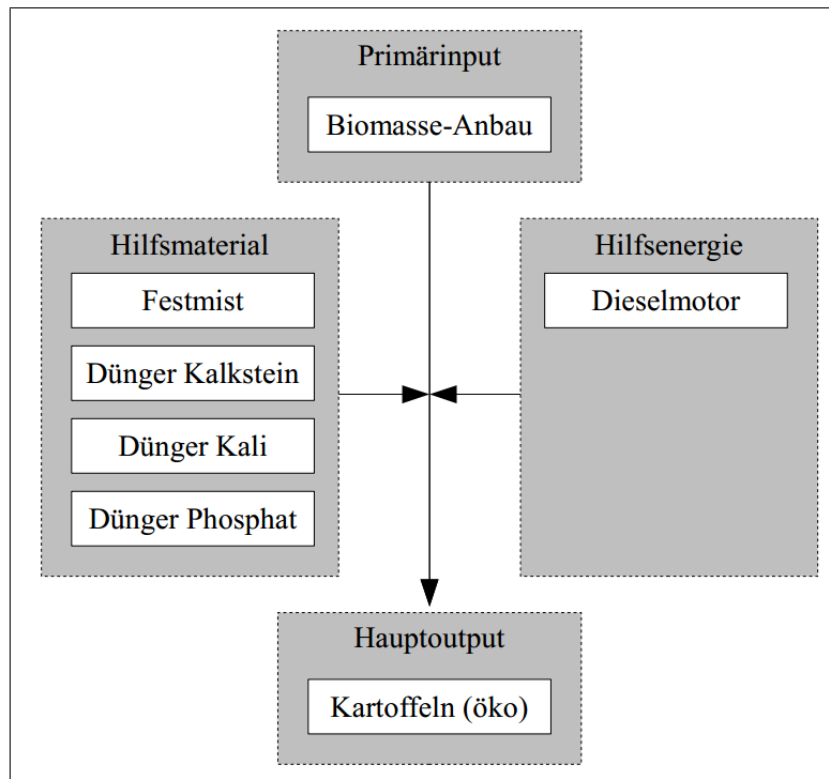 Primärinput
Biomasse-Anbau
Hilfsmaterial
Festmist
Dünger Kalkstein
Dünger Kali
Dünger Phosphat
Hilfsenergie
Dieselmotor
Hauptoutput
Kartoffeln (öko)